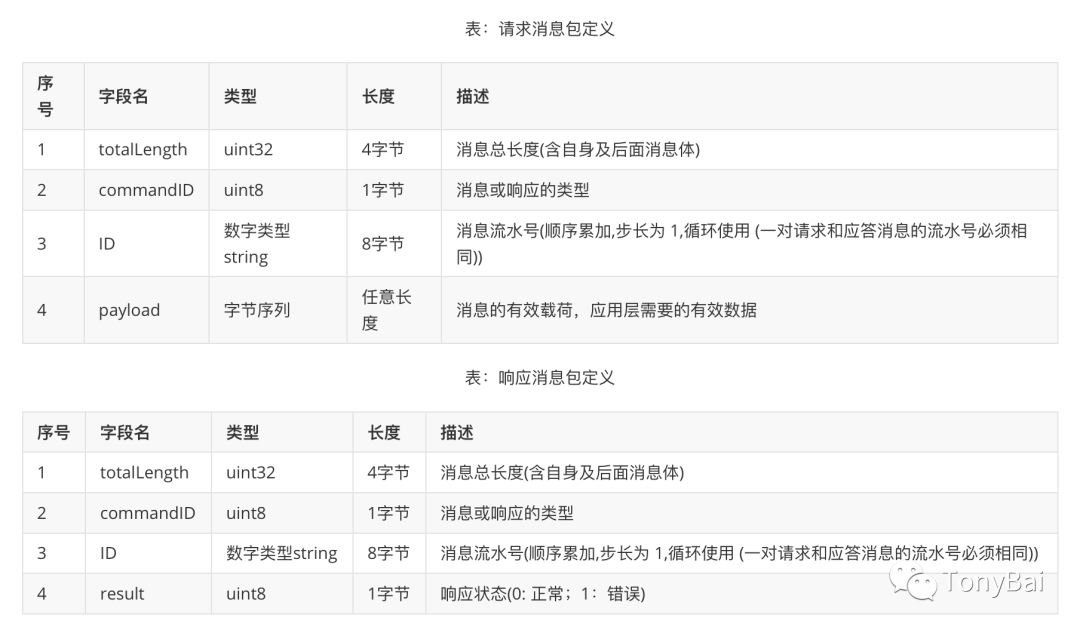 表：请求消息包定义
序号 字段名 类型 长度 描述
1 totalLength uint32 4字节 消息总长度(含自身及后面消息体)
2 commandID uint8 1字节 消息或响应的类型
3 ID 数字类型string 8字节 消息流水号(顺序累加,步长为 1,循环使用 (一对请求和应答消息的流水号必须相同))
4 payload 字节序列 任意长度 消息的有效载荷，应用层需要的有效数据
表：响应消息包定义
序号 字段名 类型 长度 描述
1 totalLength uint32 4字节 消息总长度(含自身及后面消息体)
2 commandID uint8 1字节 消息或响应的类型
3 ID 数字类型string 8字节 消息流水号(顺序累加,步长为 1,循环使用 (一对请求和应答消息的流水号必须相同))
4 result uint8 1字节 响应状态(0: 正常；1：错误)
TonyBai